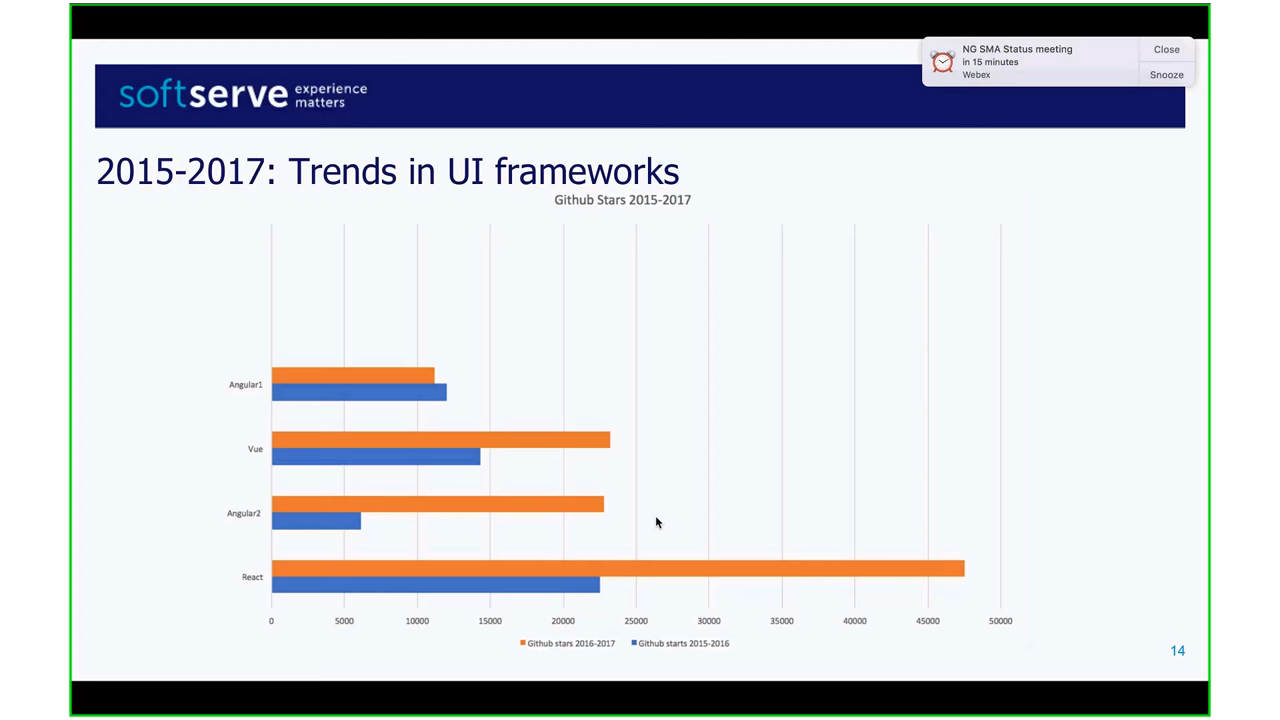 NG SMA Status meeting
in 15 minutes
Webex
Close
Snooze
softserve experience matters
2015-2017: Trends in UI frameworks
Github Stars 2015-2017
Angular1
Vue
Angular2
React
0 5000 10000 15000 20000 25000 30000 35000 40000 45000 50000
Github stars 2016-2017 Github starts 2015-2016
14